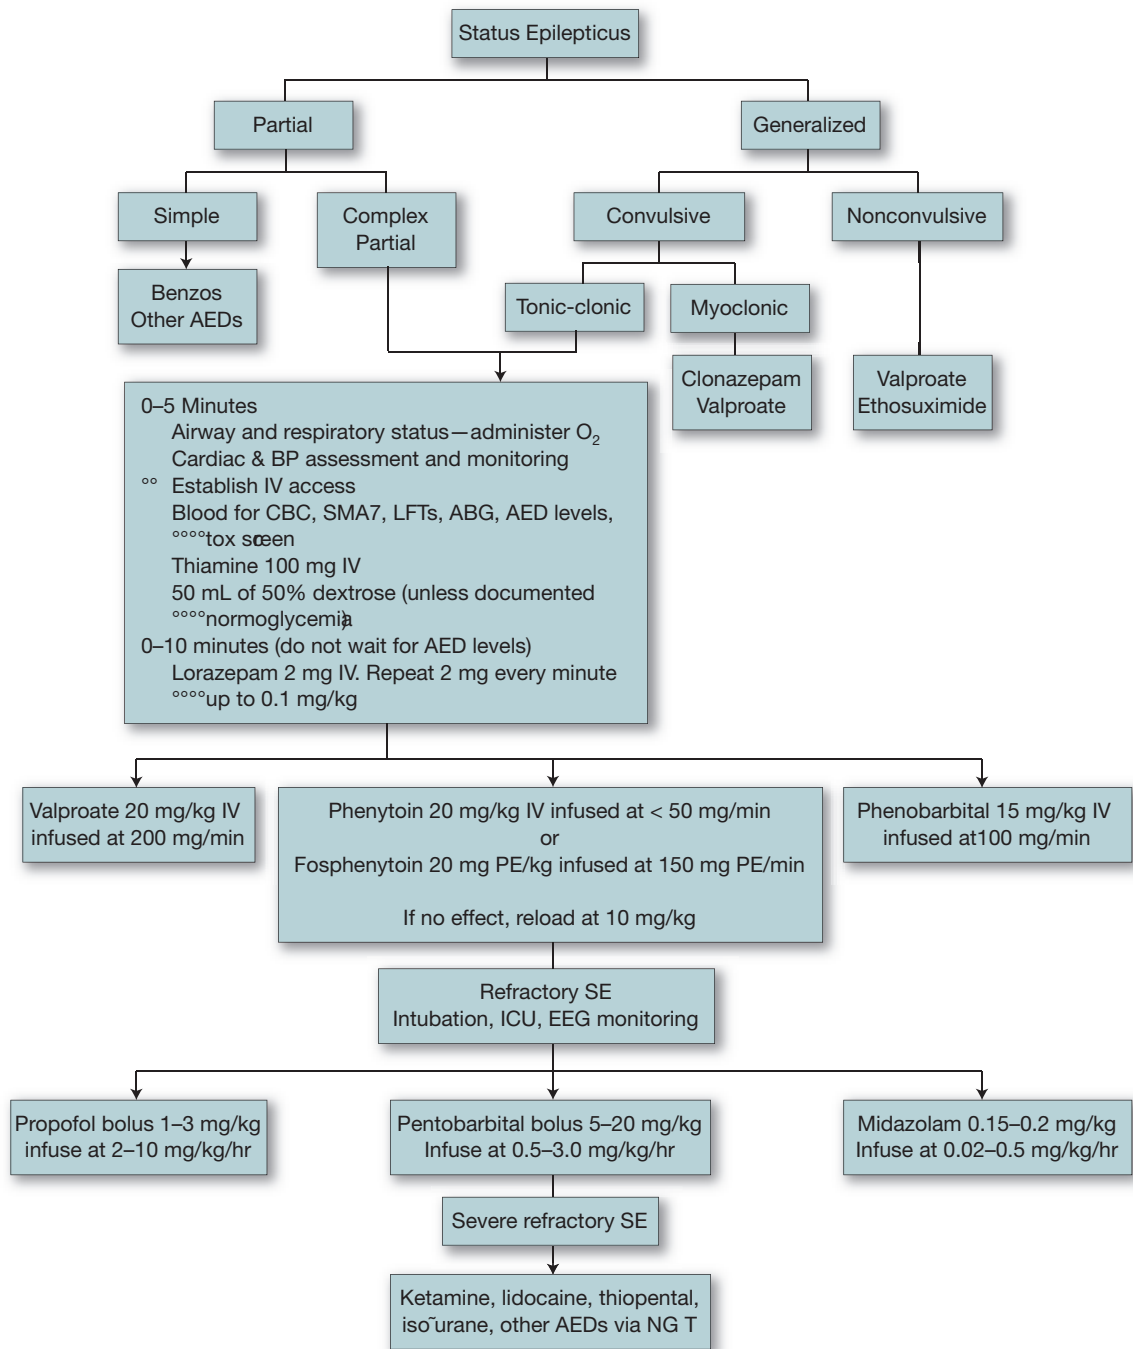 Status Epilepticus
Partial
Generalized
Simple
Complex
Partial
Convulsive
Nonconvulsive
Benzos
Other AEDs
Tonic-clonic
Myoclonic
Clonazepam
Valproate
Valproate
Ethosuximide
0–5 Minutes
Airway and respiratory status—administer O₂
Cardiac & BP assessment and monitoring
°° Establish IV access
Blood for CBC, SMA7, LFTs, ABG, AED levels,
°°°°tox screen
Thiamine 100 mg IV
50 mL of 50% dextrose (unless documented
°°°°normoglycemia)
0–10 minutes (do not wait for AED levels)
Lorazepam 2 mg IV. Repeat 2 mg every minute
°°°°up to 0.1 mg/kg
Valproate 20 mg/kg IV
infused at 200 mg/min
Phenytoin 20 mg/kg IV infused at < 50 mg/min
or
Fosphenytoin 20 mg PE/kg infused at 150 mg PE/min
If no effect, reload at 10 mg/kg
Phenobarbital 15 mg/kg IV
infused at100 mg/min
Refractory SE
Intubation, ICU, EEG monitoring
Propofol bolus 1–3 mg/kg
infuse at 2–10 mg/kg/hr
Pentobarbital bolus 5–20 mg/kg
Infuse at 0.5–3.0 mg/kg/hr
Midazolam 0.15–0.2 mg/kg
Infuse at 0.02–0.5 mg/kg/hr
Severe refractory SE
Ketamine, lidocaine, thiopental,
iso˜urane, other AEDs via NG T